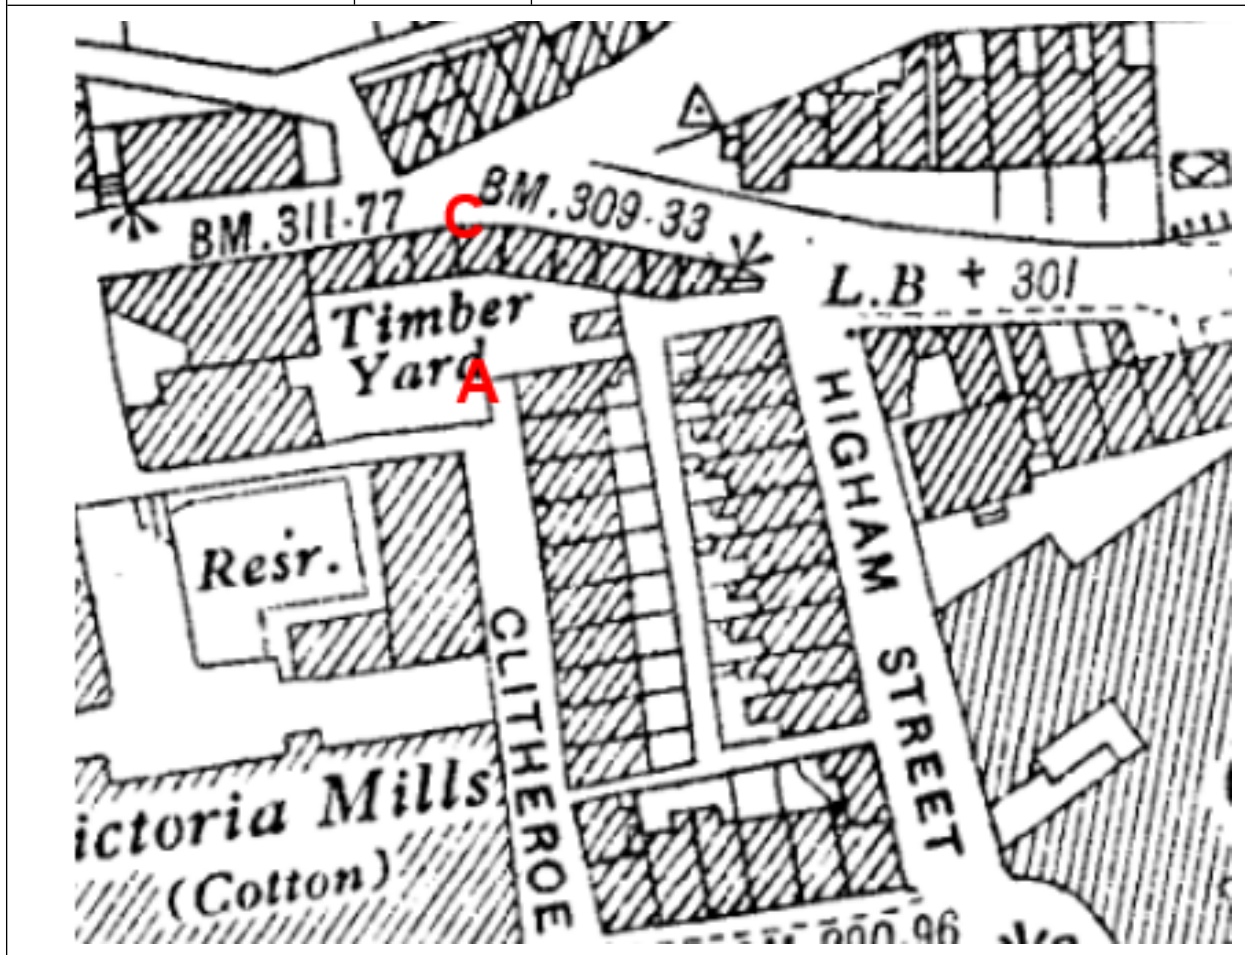 BM.311·77
C
BM.309·33
L.B
+ 301
Timber
Yard
A
HIGHAM STREET
Resr.
CLITHEROE
ictoria Mills
(Cotton)